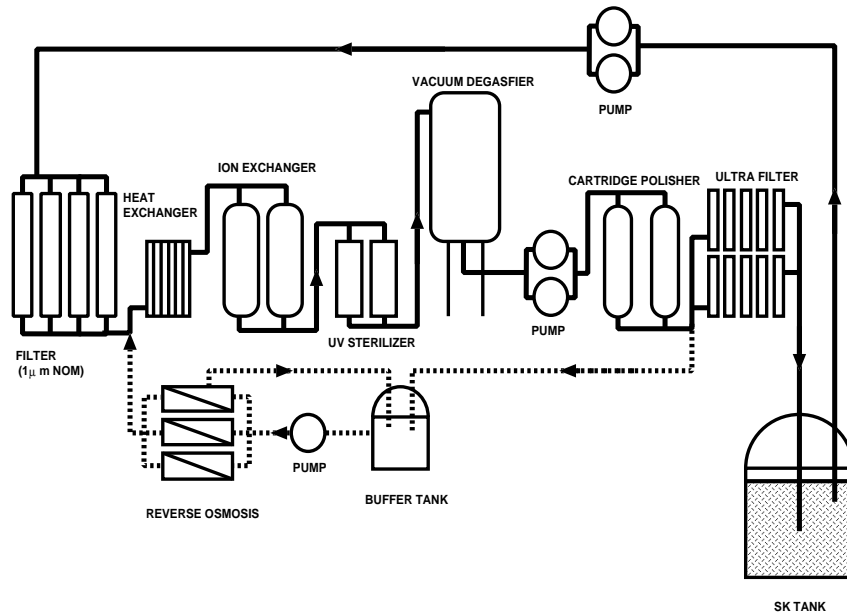 VACUUM DEGASFIER
PUMP
ION EXCHANGER
CARTRIDGE POLISHER
ULTRA FILTER
HEAT
EXCHANGER
PUMP
UV STERILIZER
FILTER
(1μ m NOM)
PUMP
BUFFER TANK
REVERSE OSMOSIS
SK TANK